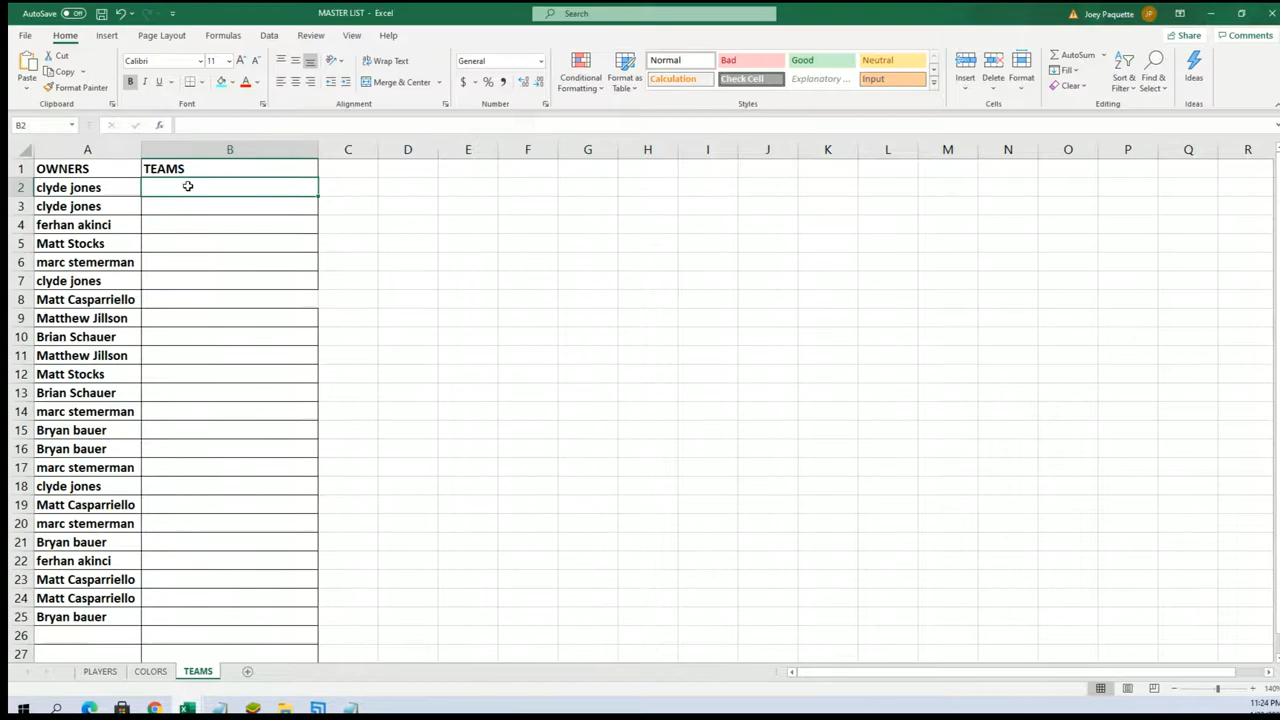 AutoSave Off MASTER LIST - Excel Search Joey Paquette JP
File Home Insert Page Layout Formulas Data Review View Help Share Comments
Paste Cut Copy Format Painter Clipboard
Calibri 11 B I U A Font
Wrap Text Merge & Center Alignment
General $ % Number
Conditional Formatting Format as Table
Normal Bad Good Neutral
Calculation Check Cell Explanatory ... Input
Styles
Insert Delete Format Cells
AutoSum Fill Clear Sort & Filter Find & Select Editing
Ideas Ideas
B2 fx
A B C D E F G H I J K L M N O P Q R
1 OWNERS TEAMS
2 clyde jones
3 clyde jones
4 ferhan akinci
5 Matt Stocks
6 marc stemerman
7 clyde jones
8 Matt Casparriello
9 Matthew Jillson
10 Brian Schauer
11 Matthew Jillson
12 Matt Stocks
13 Brian Schauer
14 marc stemerman
15 Bryan bauer
16 Bryan bauer
17 marc stemerman
18 clyde jones
19 Matt Casparriello
20 marc stemerman
21 Bryan bauer
22 ferhan akinci
23 Matt Casparriello
24 Matt Casparriello
25 Bryan bauer
26
27
PLAYERS COLORS TEAMS
140%
11:24 PM